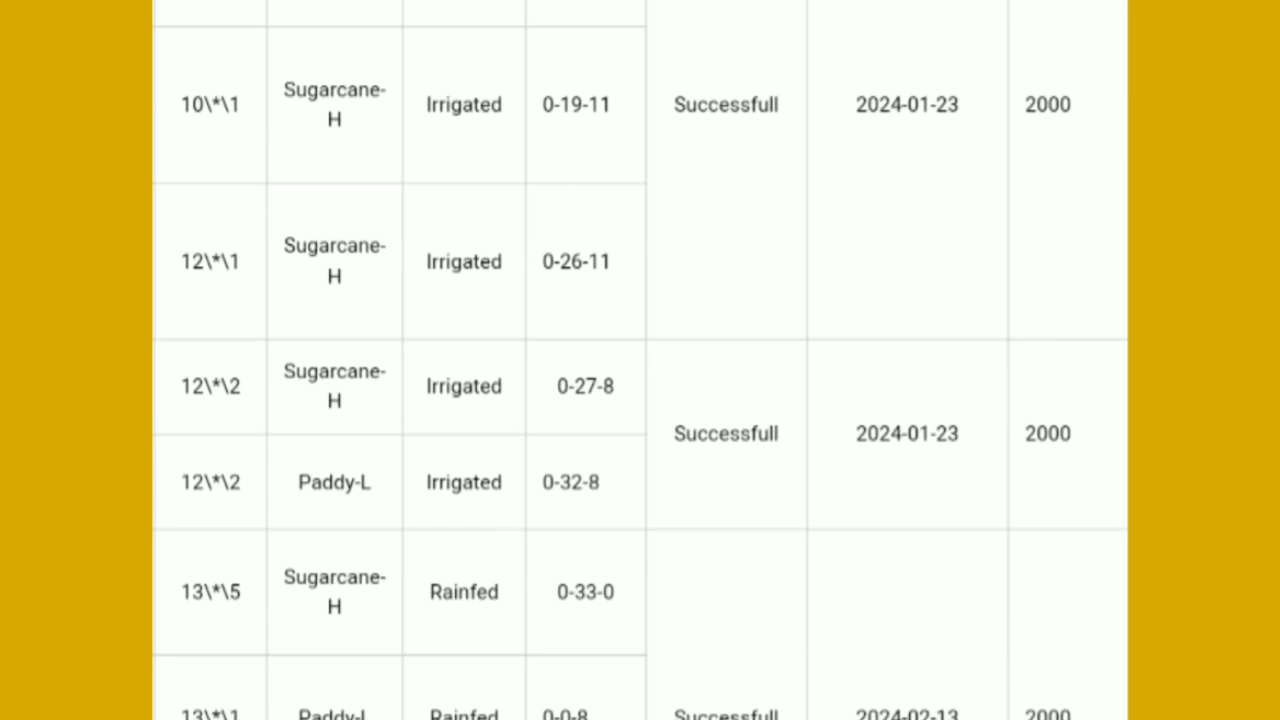 10\*\1 Sugarcane- Irrigated 0-19-11 Successfull 2024-01-23 2000
H
12\*\1 Sugarcane- Irrigated 0-26-11
H
12\*\2 Sugarcane- Irrigated 0-27-8
H
Successfull 2024-01-23 2000
12\*\2 Paddy-L Irrigated 0-32-8
13\*\5 Sugarcane- Rainfed 0-33-0
H
13\*\1 Paddy-L Rainfed 0-0-8 Successfull 2024-02-13 2000